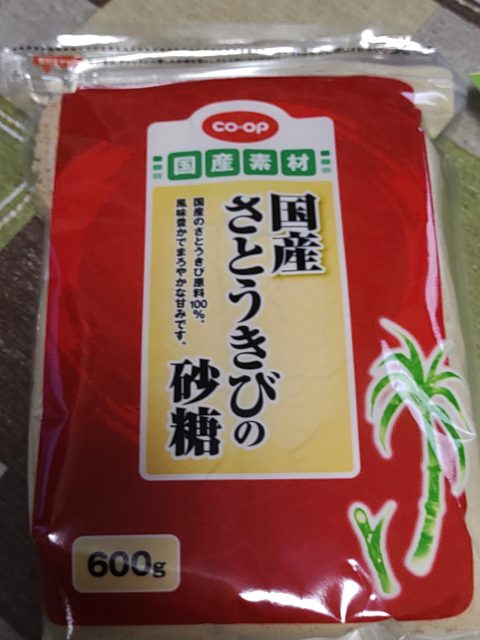 co·op
国産素材
国産
さとうきびの
砂糖
国産のさとうきび原料100%。
風味豊かでまろやかな甘みです。
600g